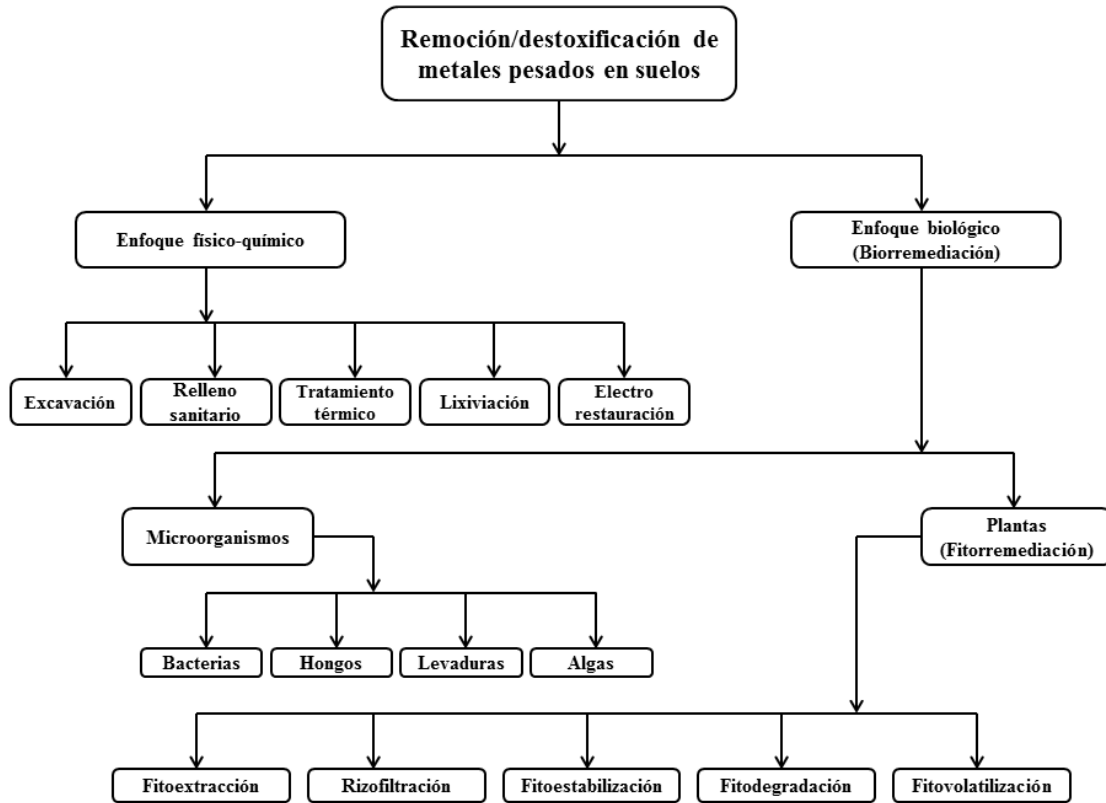 Remoción/destoxificación de
metales pesados en suelos
Enfoque físico-químico
Enfoque biológico
(Biorremediación)
Excavación
Relleno
sanitario
Tratamiento
térmico
Lixiviación
Electro
restauración
Microorganismos
Plantas
(Fitorremediación)
Bacterias
Hongos
Levaduras
Algas
Fitoextracción
Rizofiltración
Fitoestabilización
Fitodegradación
Fitovolatilización